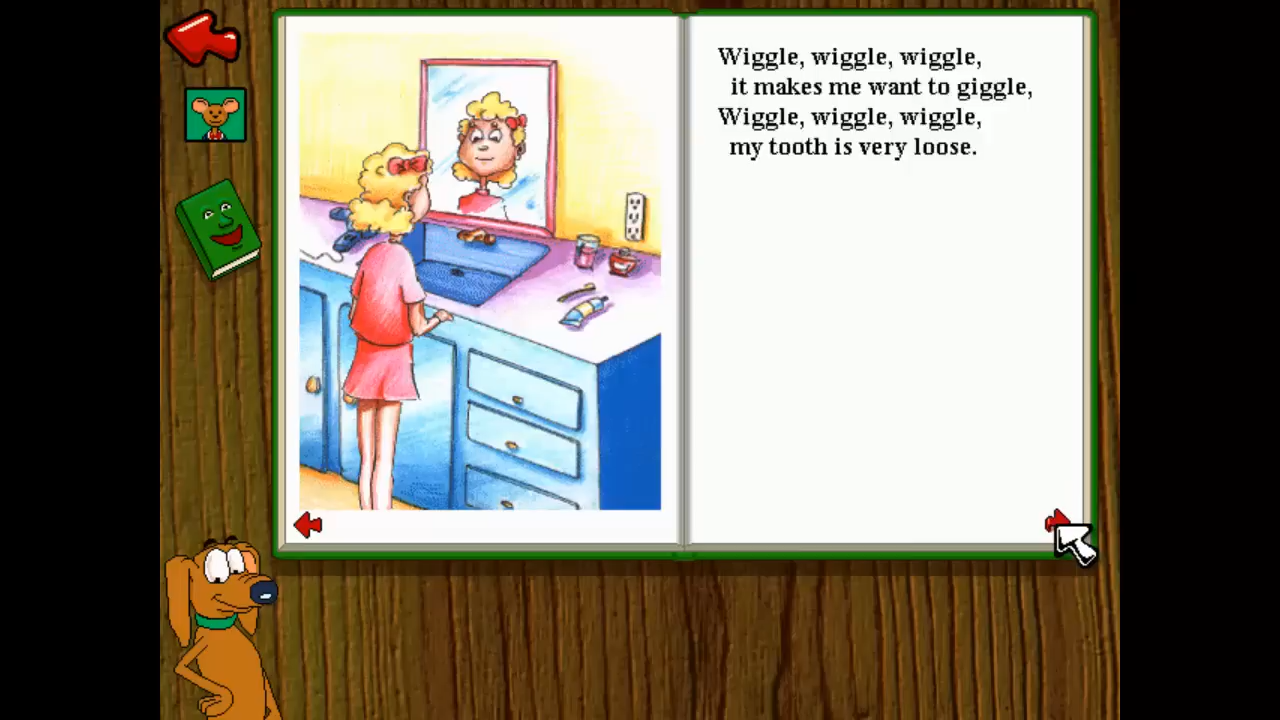 Wiggle, wiggle, wiggle,
it makes me want to giggle,
Wiggle, wiggle, wiggle,
my tooth is very loose.